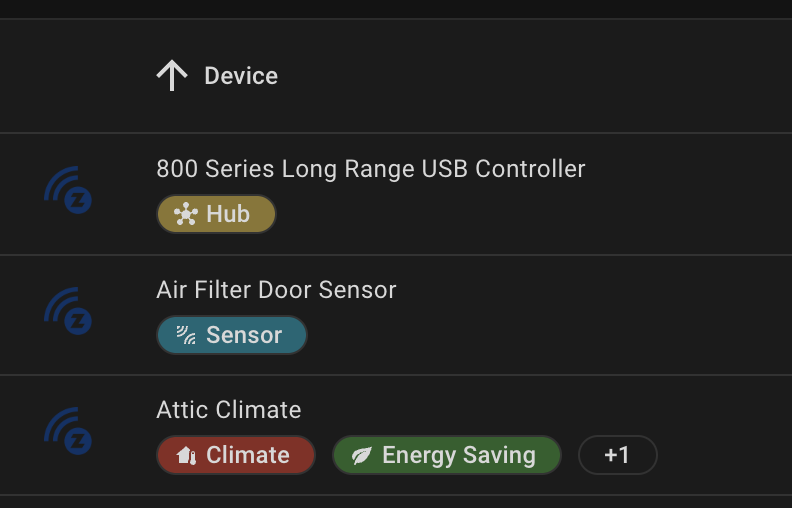 Device
800 Series Long Range USB Controller
Hub
Air Filter Door Sensor
Sensor
Attic Climate
Climate Energy Saving +1